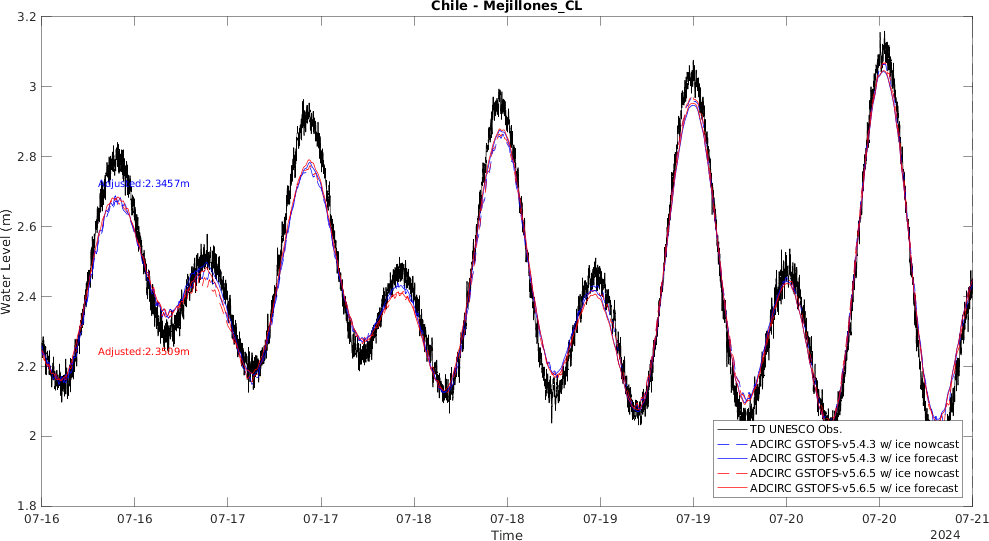 Chile - Mejillones_CL
3.2
3
2.8
2.6
2.4
2.2
2
1.8
Water Level (m)
Adjusted:2.3457m
Adjusted:2.3509m
TD UNESCO Obs.
ADCIRC GSTOFS-v5.4.3 w/ ice nowcast
ADCIRC GSTOFS-v5.4.3 w/ ice forecast
ADCIRC GSTOFS-v5.6.5 w/ ice nowcast
ADCIRC GSTOFS-v5.6.5 w/ ice forecast
07-16 07-16 07-17 07-17 07-18 07-18 07-19 07-19 07-20 07-20 07-21
Time
2024